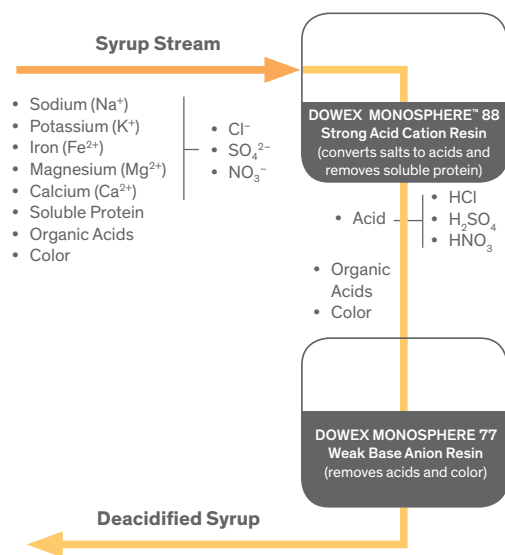 Syrup Stream
• Sodium (Na⁺)
• Potassium (K⁺)
• Iron (Fe²⁺)
• Magnesium (Mg²⁺)
• Calcium (Ca²⁺)
• Soluble Protein
• Organic Acids
• Color
• Cl⁻
• SO₄²⁻
• NO₃⁻
DOWEX MONOSPHERE™ 88
Strong Acid Cation Resin
(converts salts to acids and
removes soluble protein)
• Acid
• HCl
• H₂SO₄
• HNO₃
• Organic
Acids
• Color
DOWEX MONOSPHERE 77
Weak Base Anion Resin
(removes acids and color)
Deacidified Syrup